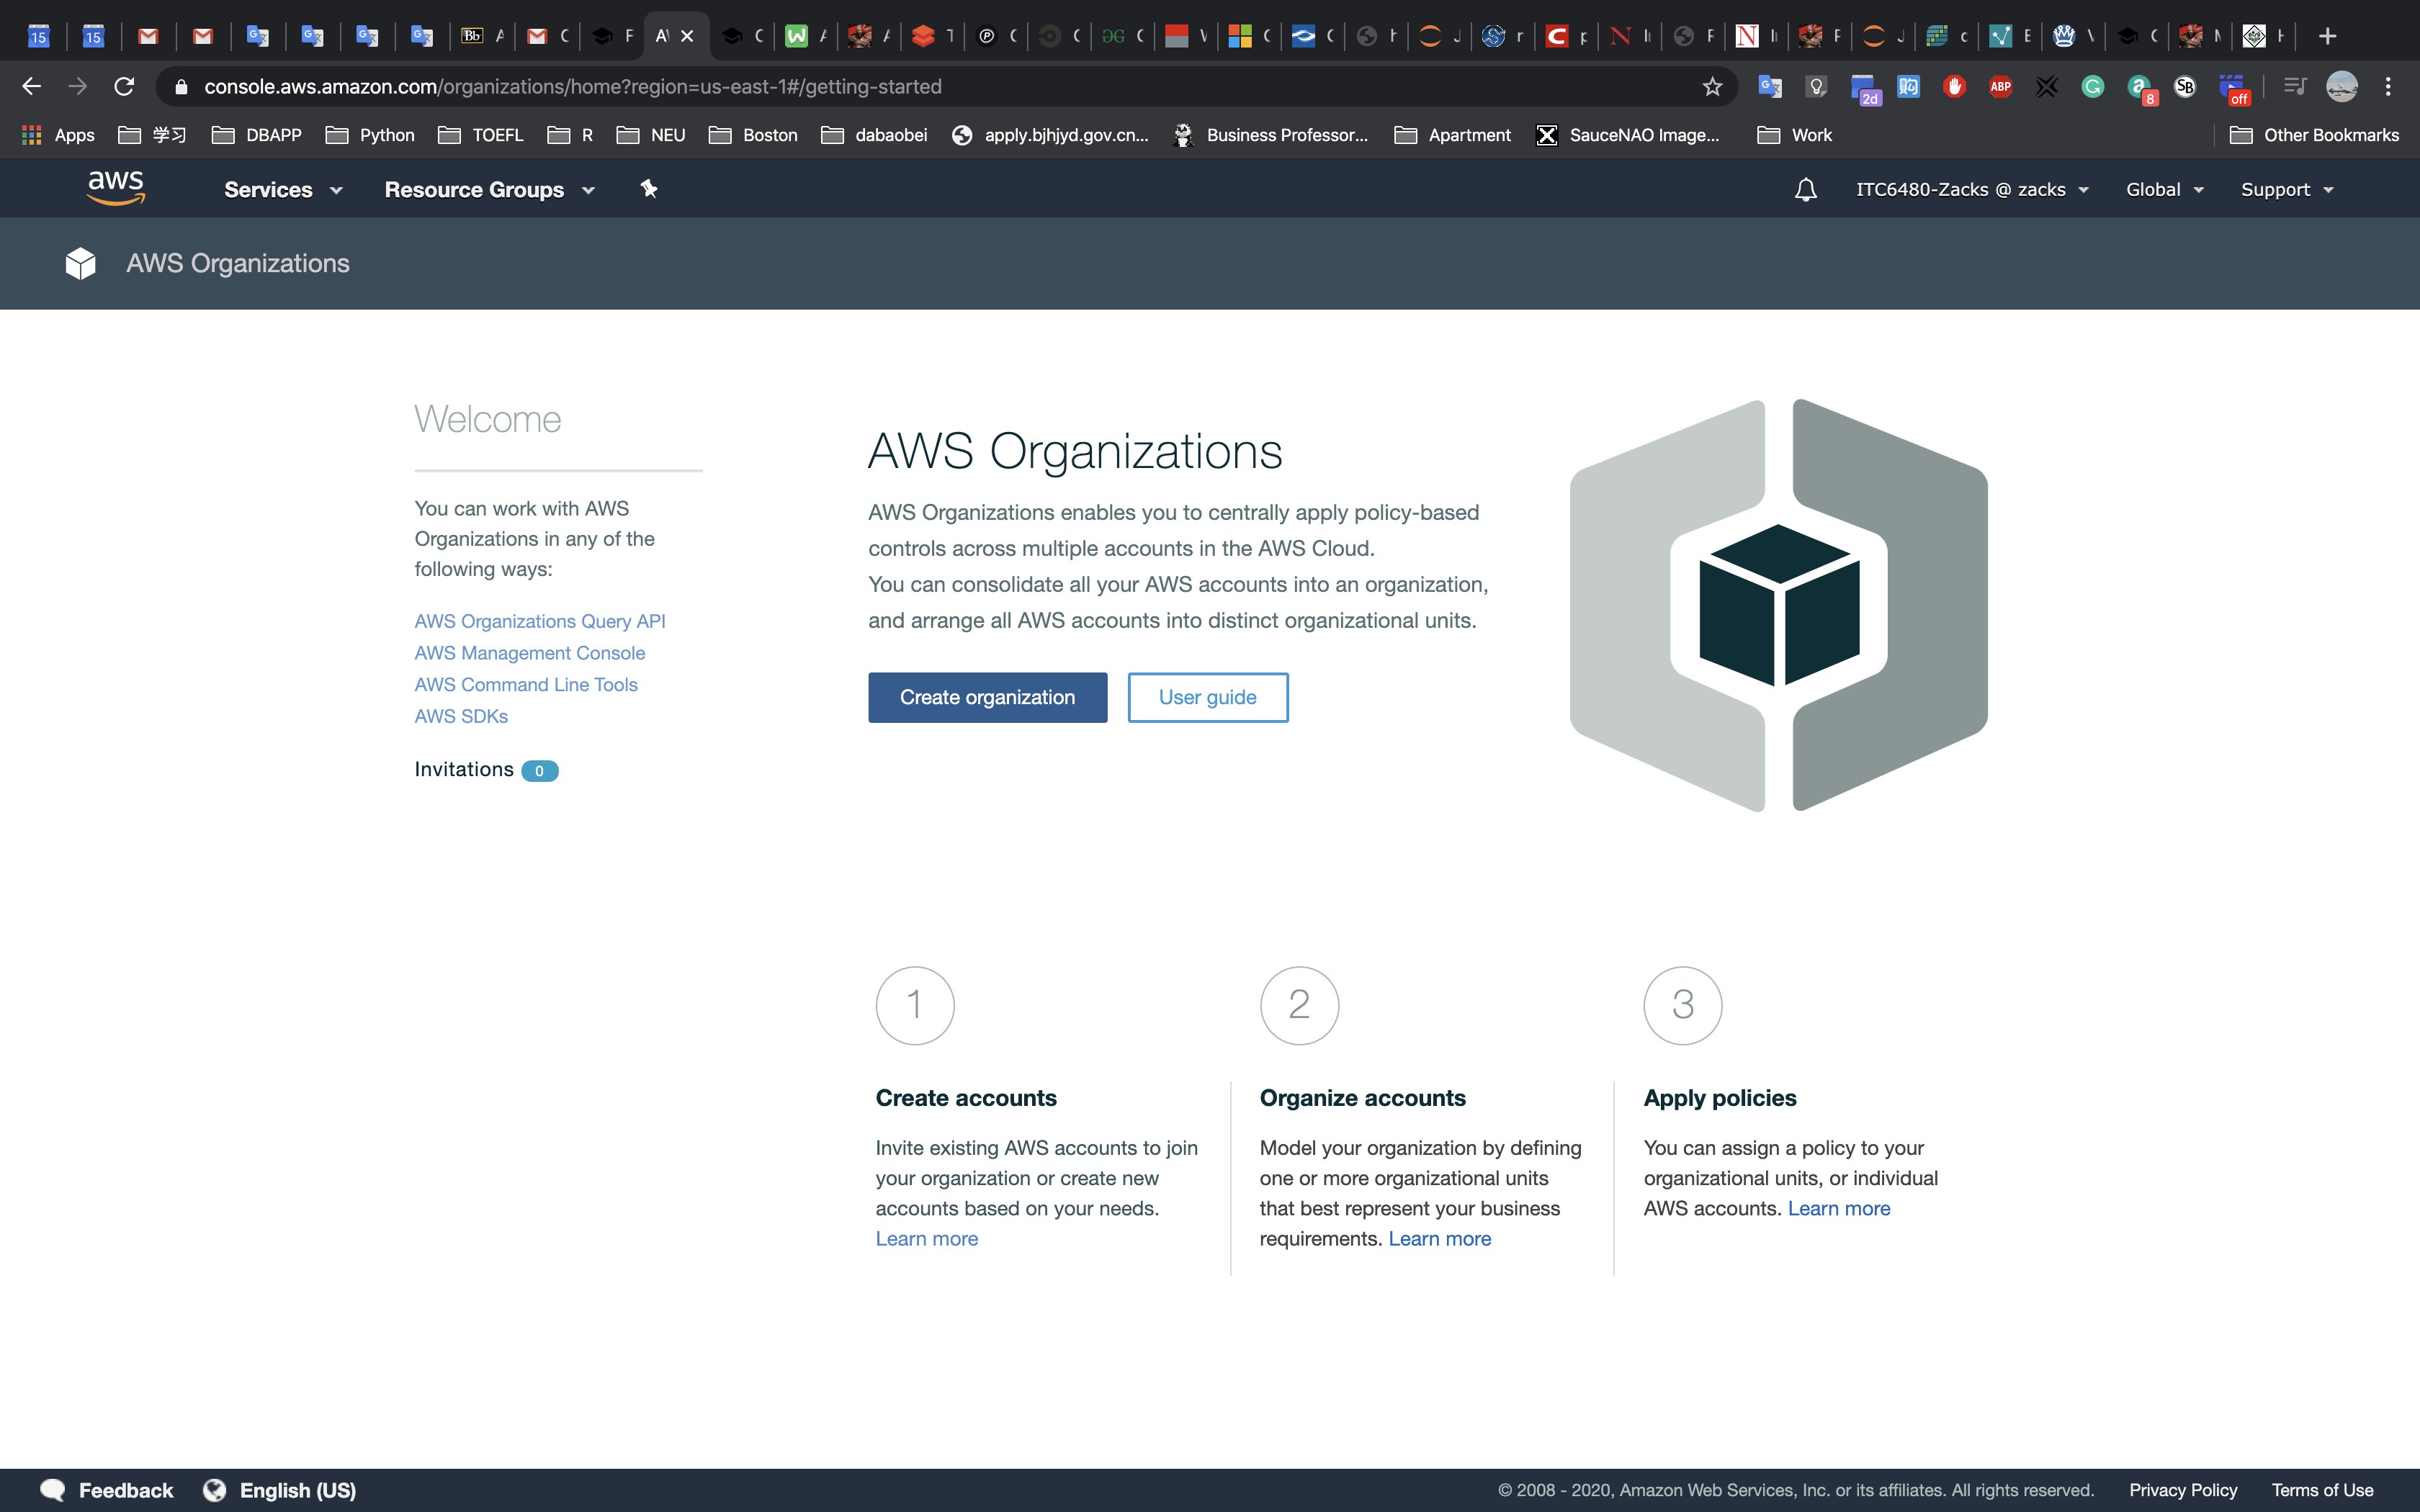 15
15
Bb
console.aws.amazon.com/organizations/home?region=us-east-1#/getting-started
2d
ABP
8
SB
off
Apps
学习
DBAPP
Python
TOEFL
R
NEU
Boston
dabaobei
apply.bjhjyd.gov.cn...
Business Professor...
Apartment
SauceNAO Image...
Work
Other Bookmarks
aws
Services
Resource Groups
ITC6480-Zacks @ zacks
Global
Support
AWS Organizations
Welcome
You can work with AWS
Organizations in any of the
following ways:
AWS Organizations Query API
AWS Management Console
AWS Command Line Tools
AWS SDKs
Invitations 0
AWS Organizations
AWS Organizations enables you to centrally apply policy-based
controls across multiple accounts in the AWS Cloud.
You can consolidate all your AWS accounts into an organization,
and arrange all AWS accounts into distinct organizational units.
Create organization
User guide
1
Create accounts
Invite existing AWS accounts to join
your organization or create new
accounts based on your needs.
Learn more
2
Organize accounts
Model your organization by defining
one or more organizational units
that best represent your business
requirements. Learn more
3
Apply policies
You can assign a policy to your
organizational units, or individual
AWS accounts. Learn more
Feedback
English (US)
© 2008 - 2020, Amazon Web Services, Inc. or its affiliates. All rights reserved.
Privacy Policy
Terms of Use